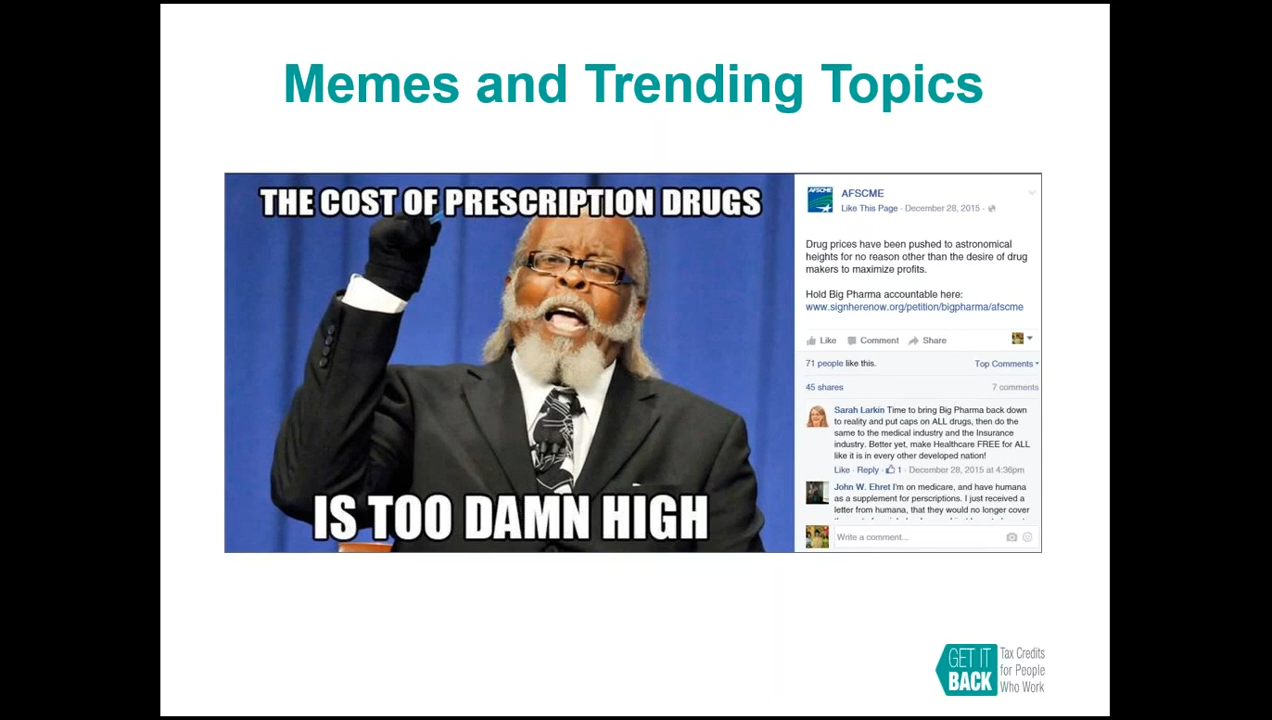 Memes and Trending Topics
THE COST OF PRESCRIPTION DRUGS
IS TOO DAMN HIGH
AFSCME
AFSCME
Like This Page · December 28, 2015 ·
Drug prices have been pushed to astronomical
heights for no reason other than the desire of drug
makers to maximize profits.
Hold Big Pharma accountable here:
www.signherenow.org/petition/bigpharma/afscme
Like Comment Share
71 people like this. Top Comments
45 shares 7 comments
Sarah Larkin Time to bring Big Pharma back down
to reality and put caps on ALL drugs, then do the
same to the medical industry and the Insurance
industry. Better yet, make Healthcare FREE for ALL
like it is in every other developed nation!
Like · Reply · 1 · December 28, 2015 at 4:36pm
John W. Ehret I'm on medicare, and have humana
as a supplement for perscriptions. I just received a
letter from humana, that they would no longer cover
Write a comment...
GET IT
BACK
Tax Credits
for People
Who Work